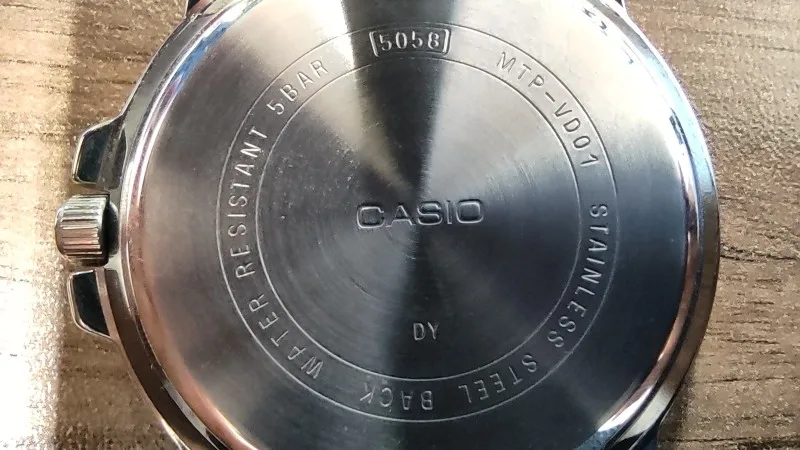 5058
MTP-VD01
STAINLESS STEEL BACK
WATER RESISTANT 5BAR
CASIO
DY